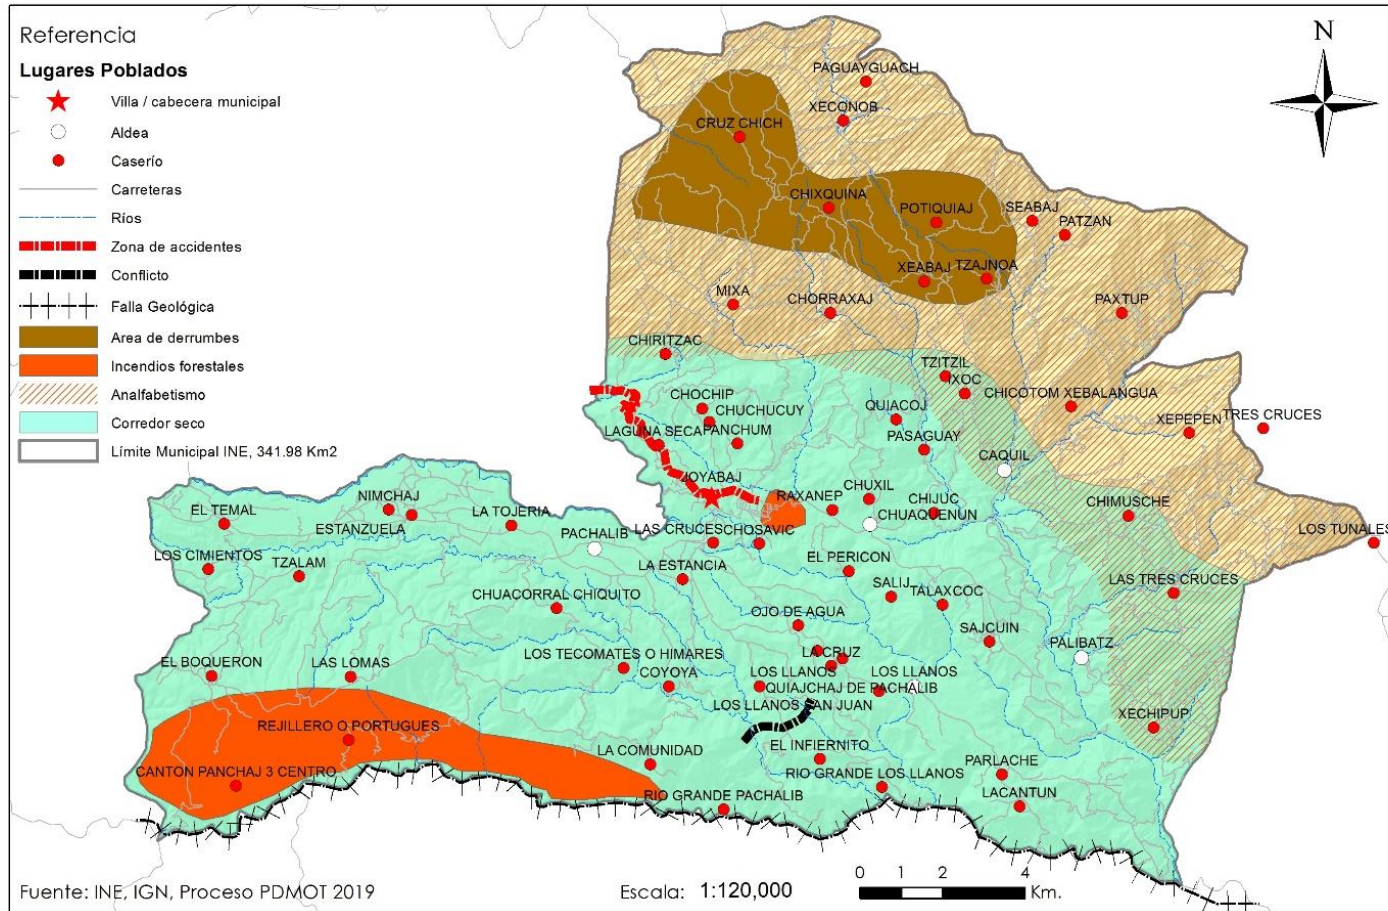 Referencia
Lugares Poblados
Villa / cabecera municipal
Aldea
Caserío
Carreteras
Ríos
Zona de accidentes
Conflicto
Falla Geológica
Area de derrumbes
Incendios forestales
Analfabetismo
Corredor seco
Límite Municipal INE, 341.98 Km2
N
PAGUAYGUACH
XECONOB
CRUZ CHICH
CHIXQUINA
POTIQUIAJ
SEABAJ
PATZAN
XEABAJ
TZAJNOA
MIXA
CHORRAXAJ
PAXTUP
CHIRITZAC
TZITZIL
IXOC
CHICOTOM XEBALANGUA
CHOCHIP
CHUCHUCUY
QUIACOJ
XEPEPEN
TRES CRUCES
LAGUNA SECA
PANCHUM
PASAGUAY
CAQUIL
JOYABAJ
NIMCHAJ
RAXANEP
CHUXIL
CHIJUC
CHIMUSCHE
EL TEMAL
ESTANZUELA
LA TOJERIA
CHUAQUENUN
LOS TUNALES
PACHALIB
LAS CRUCES
CHOSAVIC
LOS CIMIENTOS
TZALAM
LA ESTANCIA
EL PERICON
LAS TRES CRUCES
CHUACORRAL CHIQUITO
SALIJ
TALAXCOC
OJO DE AGUA
SAJCUIN
PALIBATZ
EL BOQUERON
LAS LOMAS
LOS TECOMATES O HIMARES
LA CRUZ
COYOYA
LOS LLANOS
LOS LLANOS
QUIAJCHAJ DE PACHALIB
LOS LLANOS SAN JUAN
REJILLERO O PORTUGUES
XECHIPUP
LA COMUNIDAD
EL INFIERNITO
CANTON PANCHAJ 3 CENTRO
RIO GRANDE LOS LLANOS
PARLACHE
RIO GRANDE PACHALIB
LACANTUN
Fuente: INE, IGN, Proceso PDMOT 2019
Escala: 1:120,000
0 1 2 4
Km.